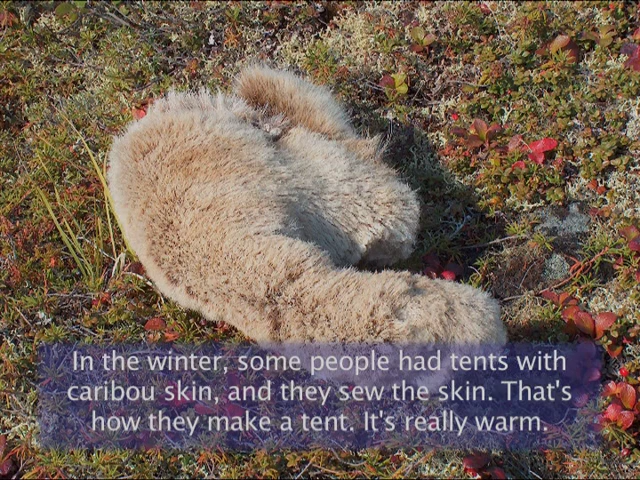 In the winter, some people had tents with
caribou skin, and they sew the skin. That's
how they make a tent. It's really warm.